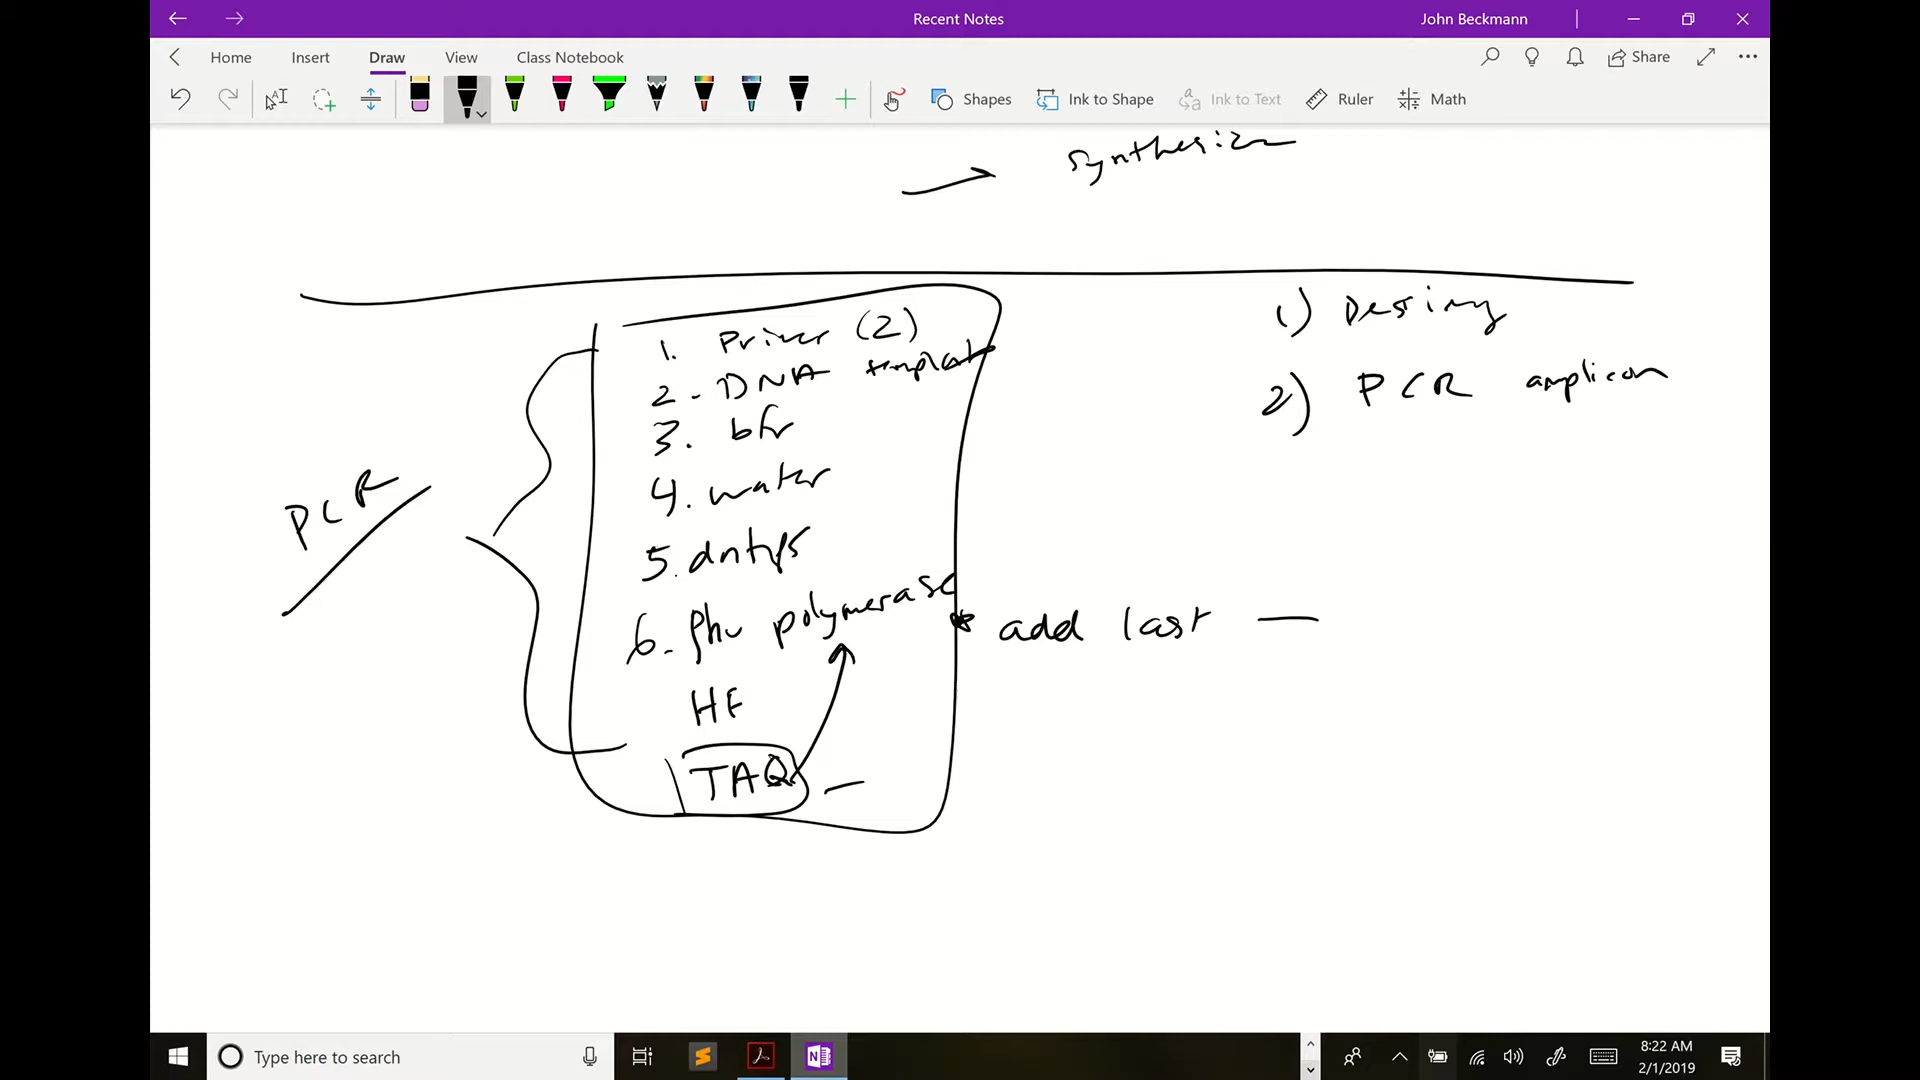 Recent Notes
John Beckmann
Home Insert Draw View Class Notebook
Share
Shapes Ink to Shape Ink to Text Ruler Math
1. Primer (2)
2. DNA template
3. bfr
4. water
5. dntps
6. phu polymerase
HF
TAQ
PCR
* add last —
1) Destiny
2) PCR amplicon
Type here to search
8:22 AM
2/1/2019